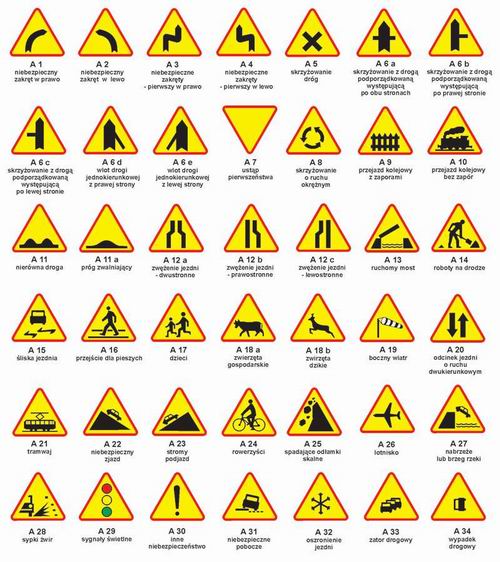 A 1
niebezpieczny
zakręt w prawo
A 2
niebezpieczny
zakręt w lewo
A 3
niebezpieczne
zakręty
- pierwszy w prawo
A 4
niebezpieczne
zakręty
- pierwszy w lewo
A 5
skrzyżowanie
dróg
A 6 a
skrzyżowanie z drogą
podporządkowaną
występującą
po obu stronach
A 6 b
skrzyżowanie z drogą
podporządkowaną
występującą
po prawej stronie
A 6 c
skrzyżowanie z drogą
podporządkowaną
występującą
po lewej stronie
A 6 d
wlot drogi
jednokierunkowej
z prawej strony
A 6 e
wlot drogi
jednokierunkowej
z lewej strony
A 7
ustąp
pierwszeństwa
A 8
skrzyżowanie
o ruchu
okrężnym
A 9
przejazd kolejowy
z zaporami
A 10
przejazd kolejowy
bez zapór
A 11
nierówna droga
A 11 a
próg zwalniający
A 12 a
zwężenie jezdni
- dwustronne
A 12 b
zwężenie jezdni
- prawostronne
A 12 c
zwężenie jezdni
- lewostronne
A 13
ruchomy most
A 14
roboty na drodze
A 15
śliska jezdnia
A 16
przejście dla pieszych
A 17
dzieci
A 18 a
zwierzęta
gospodarskie
A 18 b
zwirzęta
dzikie
A 19
boczny wiatr
A 20
odcinek jezdni
o ruchu
dwukierunkowym
A 21
tramwaj
A 22
niebezpieczny
zjazd
A 23
stromy
podjazd
A 24
rowerzyści
A 25
spadające odłamki
skalne
A 26
lotnisko
A 27
nabrzeże
lub brzeg rzeki
A 28
sypki żwir
A 29
sygnały świetlne
A 30
inne
niebezpieczeństwo
A 31
niebezpieczne
pobocze
A 32
oszronienie
jezdni
A 33
zator drogowy
A 34
wypadek
drogowy